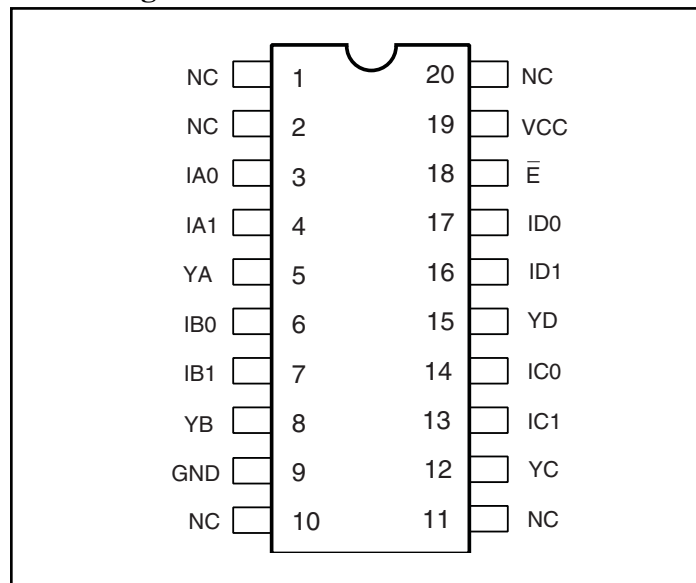 NC 1 20 NC
NC 2 19 VCC
IA0 3 18 E̅
IA1 4 17 ID0
YA 5 16 ID1
IB0 6 15 YD
IB1 7 14 IC0
YB 8 13 IC1
GND 9 12 YC
NC 10 11 NC